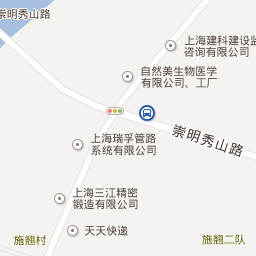 崇明秀山路
上海建科建设监
咨询有限公司
自然美生物医学
有限公司、工厂
崇明秀山路
上海瑞孚管路
系统有限公司
上海三江精密
锻造有限公司
天天快递
施翘村
施翘二队